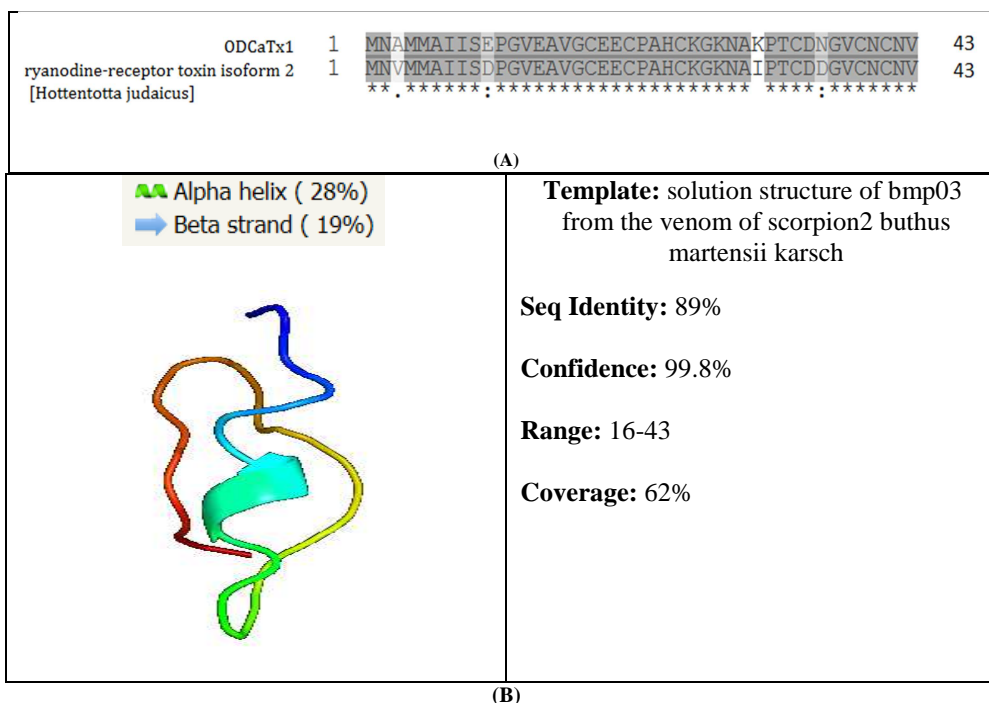 ODCaTx1 1 MNAMMAIISEPGVEAVGCEECPAHCKGKNAKPTCDNGVCNCNV 43
ryanodine-receptor toxin isoform 2 1 MNVMMAIISDPGVEAVGCEECPAHCKGKNAIPTCDDGVCNCNV 43
[Hottentotta judaicus] **.******:******************** ****:*******
(A)
Alpha helix ( 28%)
Beta strand ( 19%)
Template: solution structure of bmp03
from the venom of scorpion2 buthus
martensii karsch
Seq Identity: 89%
Confidence: 99.8%
Range: 16-43
Coverage: 62%
(B)